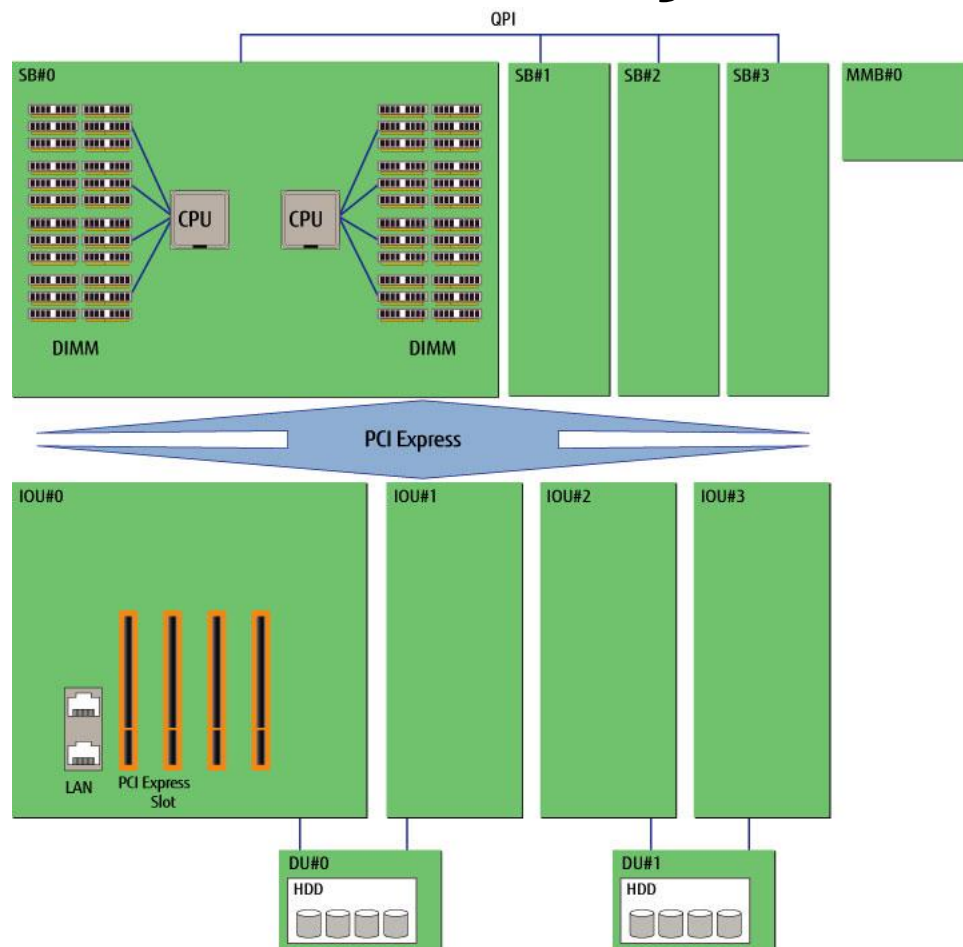 QPI
SB#0
SB#1
SB#2
SB#3
MMB#0
CPU
CPU
DIMM
DIMM
PCI Express
IOU#0
IOU#1
IOU#2
IOU#3
LAN
PCI Express
Slot
DU#0
HDD
DU#1
HDD